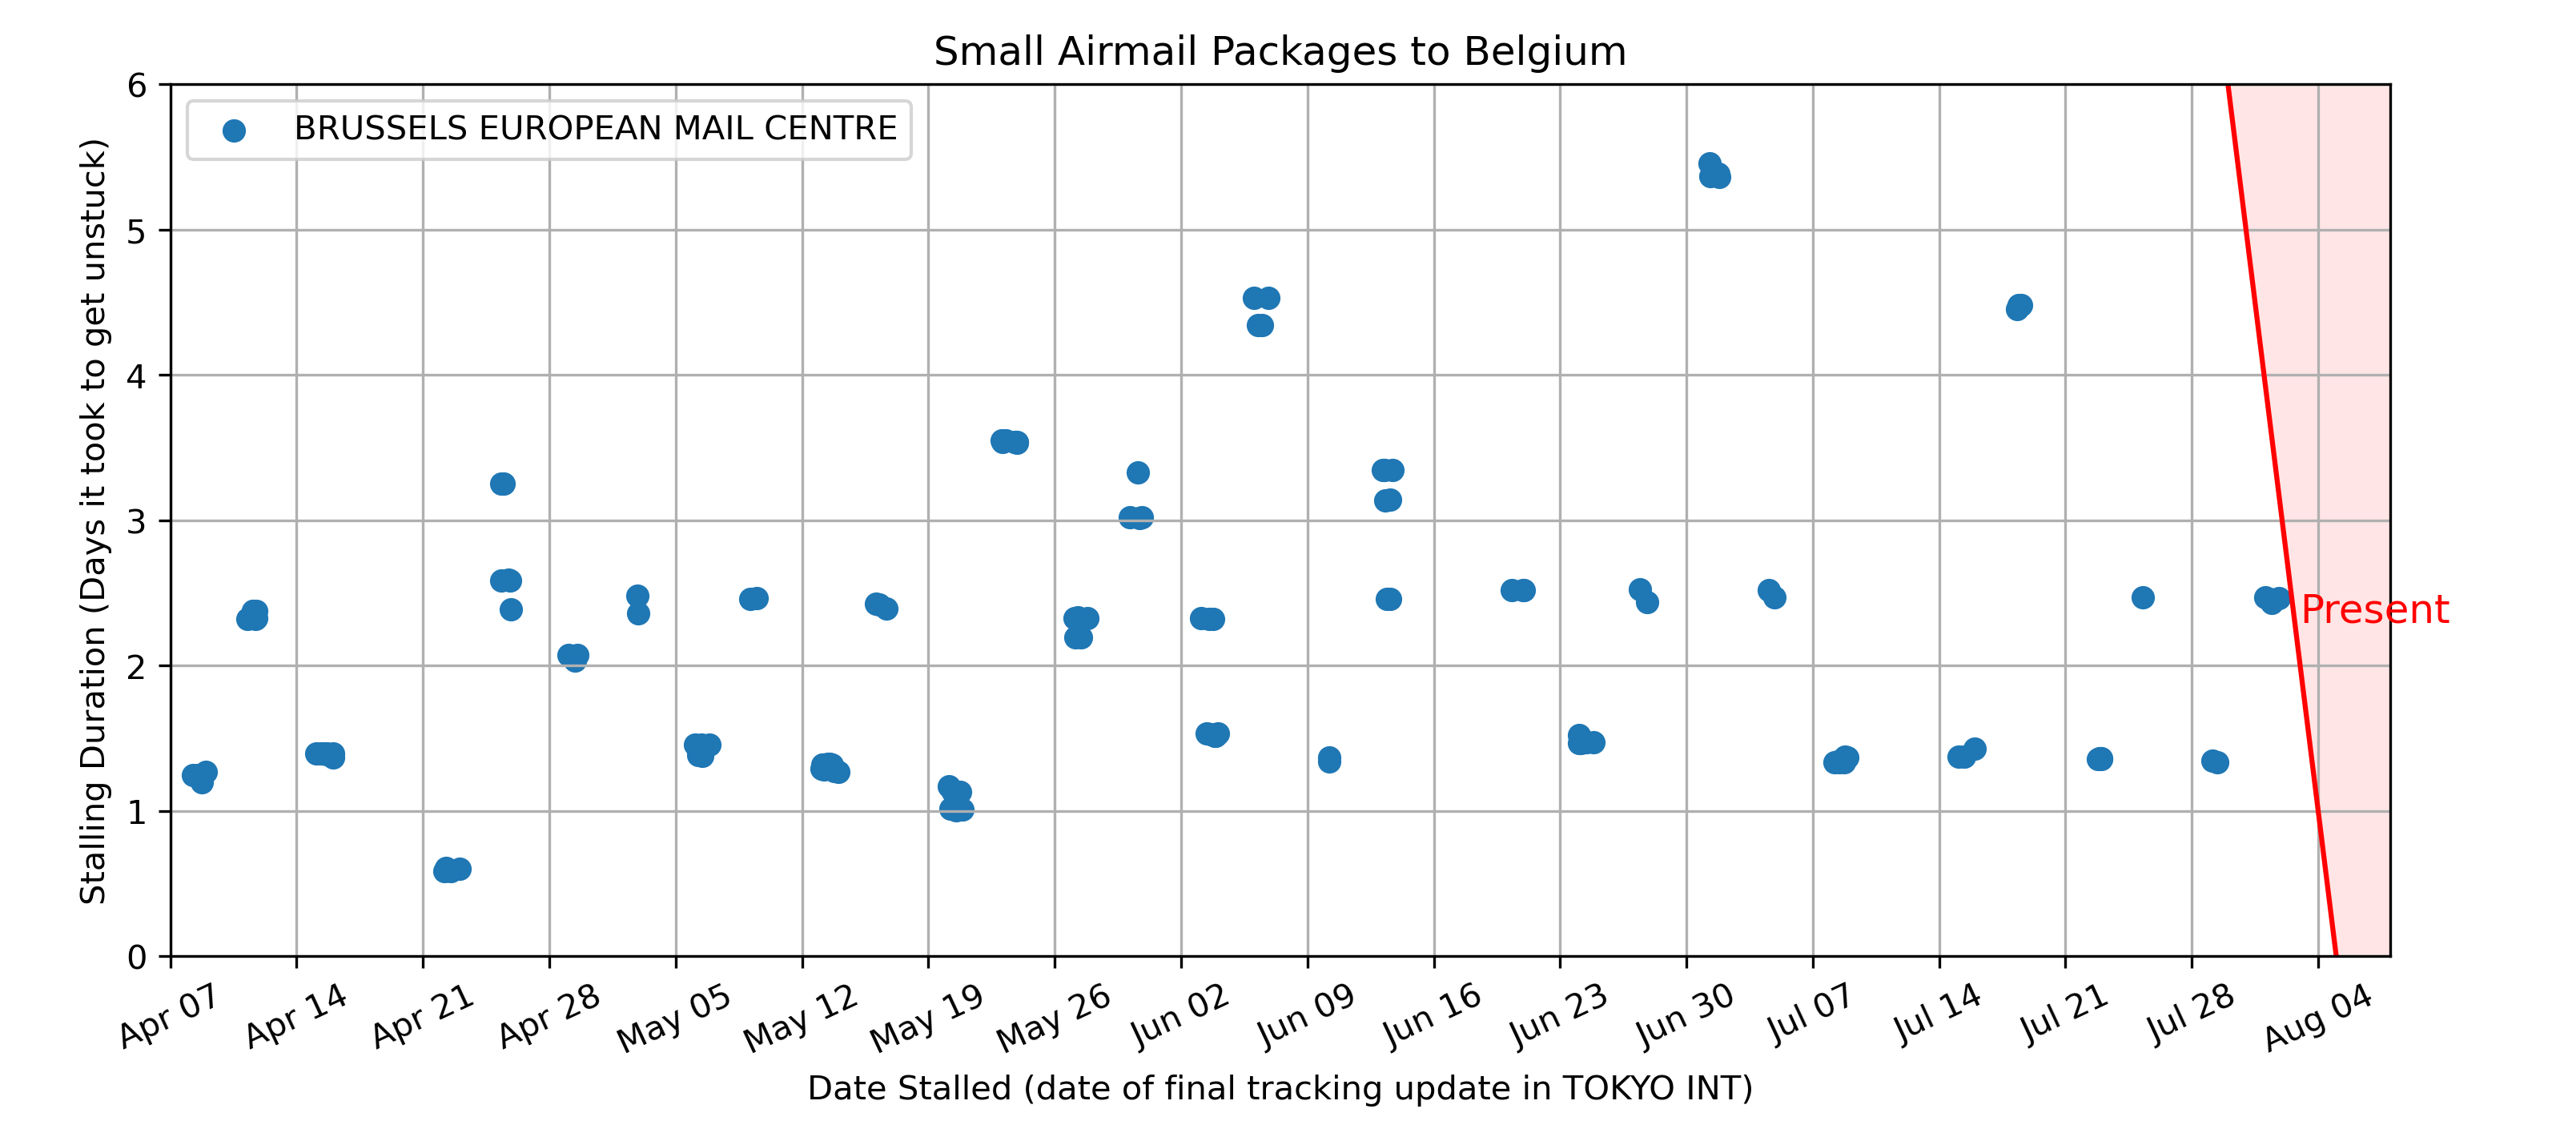 Small Airmail Packages to Belgium
BRUSSELS EUROPEAN MAIL CENTRE
Stalling Duration (Days it took to get unstuck)
6
5
4
3
2
1
0
Present
Apr 07
Apr 14
Apr 21
Apr 28
May 05
May 12
May 19
May 26
Jun 02
Jun 09
Jun 16
Jun 23
Jun 30
Jul 07
Jul 14
Jul 21
Jul 28
Aug 04
Date Stalled (date of final tracking update in TOKYO INT)